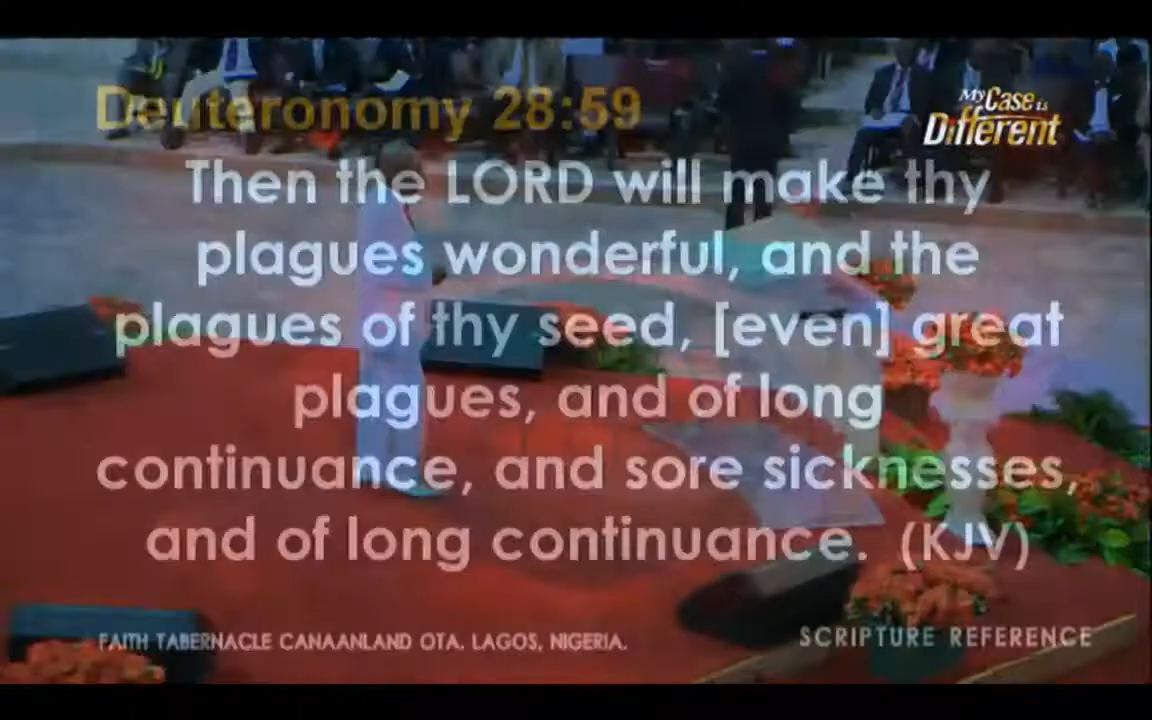 Deuteronomy 28:59
My Case is
Different
Then the LORD will make thy
plagues wonderful, and the
plagues of thy seed, [even] great
plagues, and of long
continuance, and sore sicknesses,
and of long continuance. (KJV)
FAITH TABERNACLE CANAANLAND OTA. LAGOS, NIGERIA.
SCRIPTURE REFERENCE